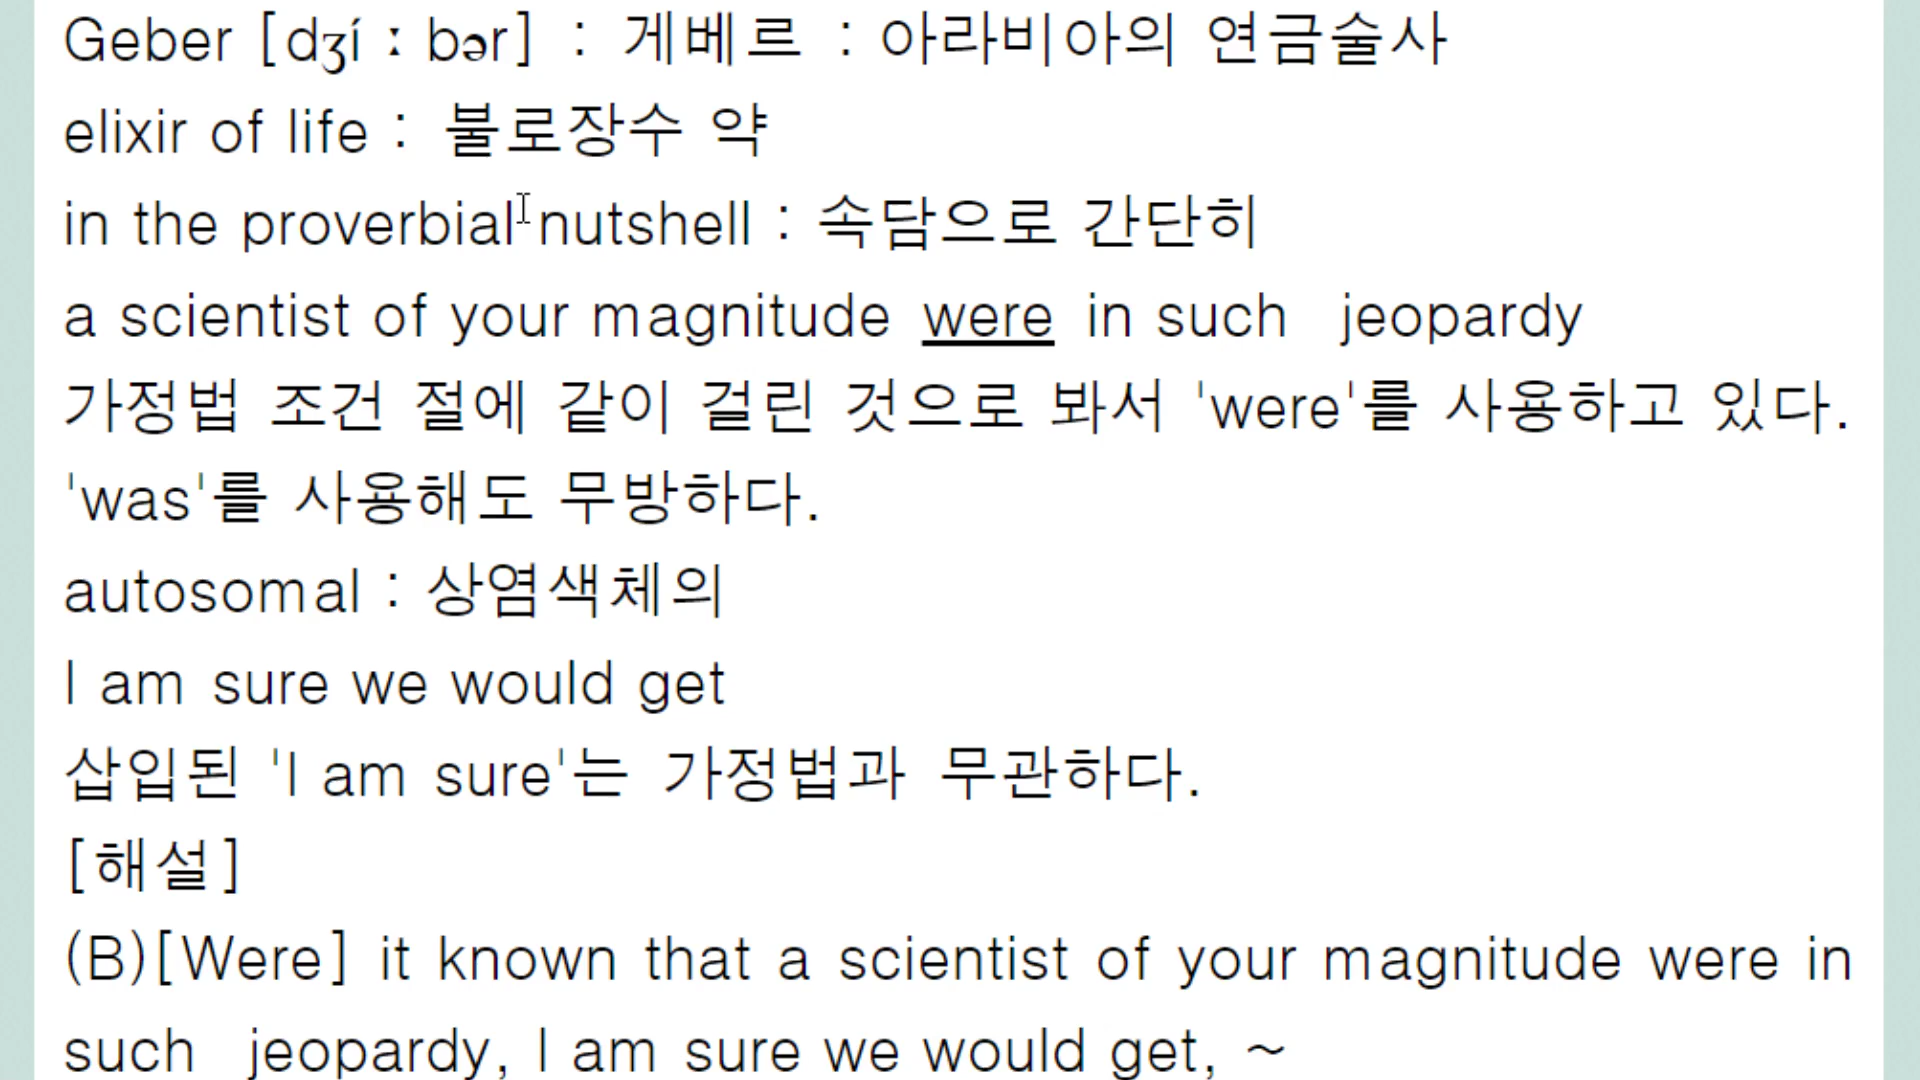 Geber [dʒí : bər] : 게베르 : 아라비아의 연금술사
elixir of life : 불로장수 약
in the proverbial nutshell : 속담으로 간단히
a scientist of your magnitude were in such jeopardy
가정법 조건 절에 같이 걸린 것으로 봐서 'were'를 사용하고 있다.
'was'를 사용해도 무방하다.
autosomal : 상염색체의
I am sure we would get
삽입된 'I am sure'는 가정법과 무관하다.
[해설]
(B)[Were] it known that a scientist of your magnitude were in
such jeopardy, I am sure we would get, ~